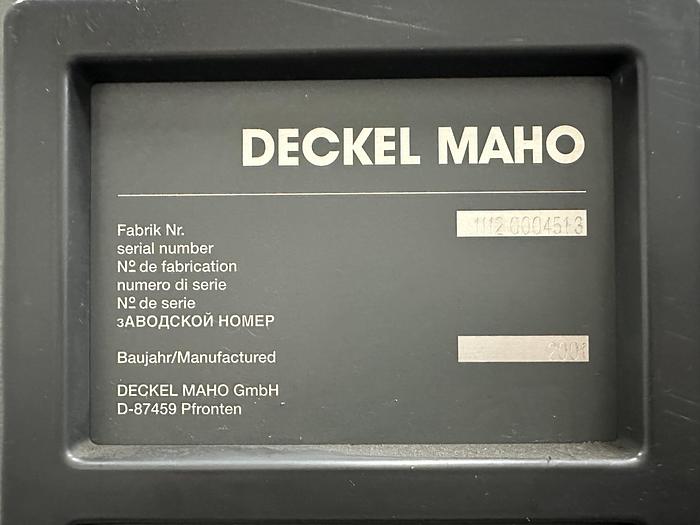 DECKEL MAHO
Fabrik Nr. 1112 0004513
serial number
Nº de fabrication
numero di serie
Nº de serie
зАВОДСКОЙ НОМЕР
Baujahr/Manufactured 2001
DECKEL MAHO GmbH
D-87459 Pfronten